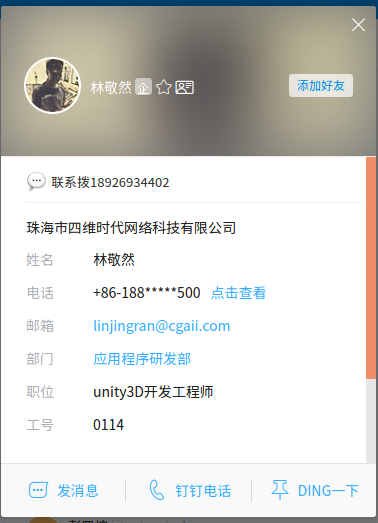 林敬然 企
添加好友
联系拨18926934402
珠海市四维时代网络科技有限公司
姓名 林敬然
电话 +86-188*****500 点击查看
邮箱 linjingran@cgaii.com
部门 应用程序研发部
职位 unity3D开发工程师
工号 0114
发消息 钉钉电话 DING一下